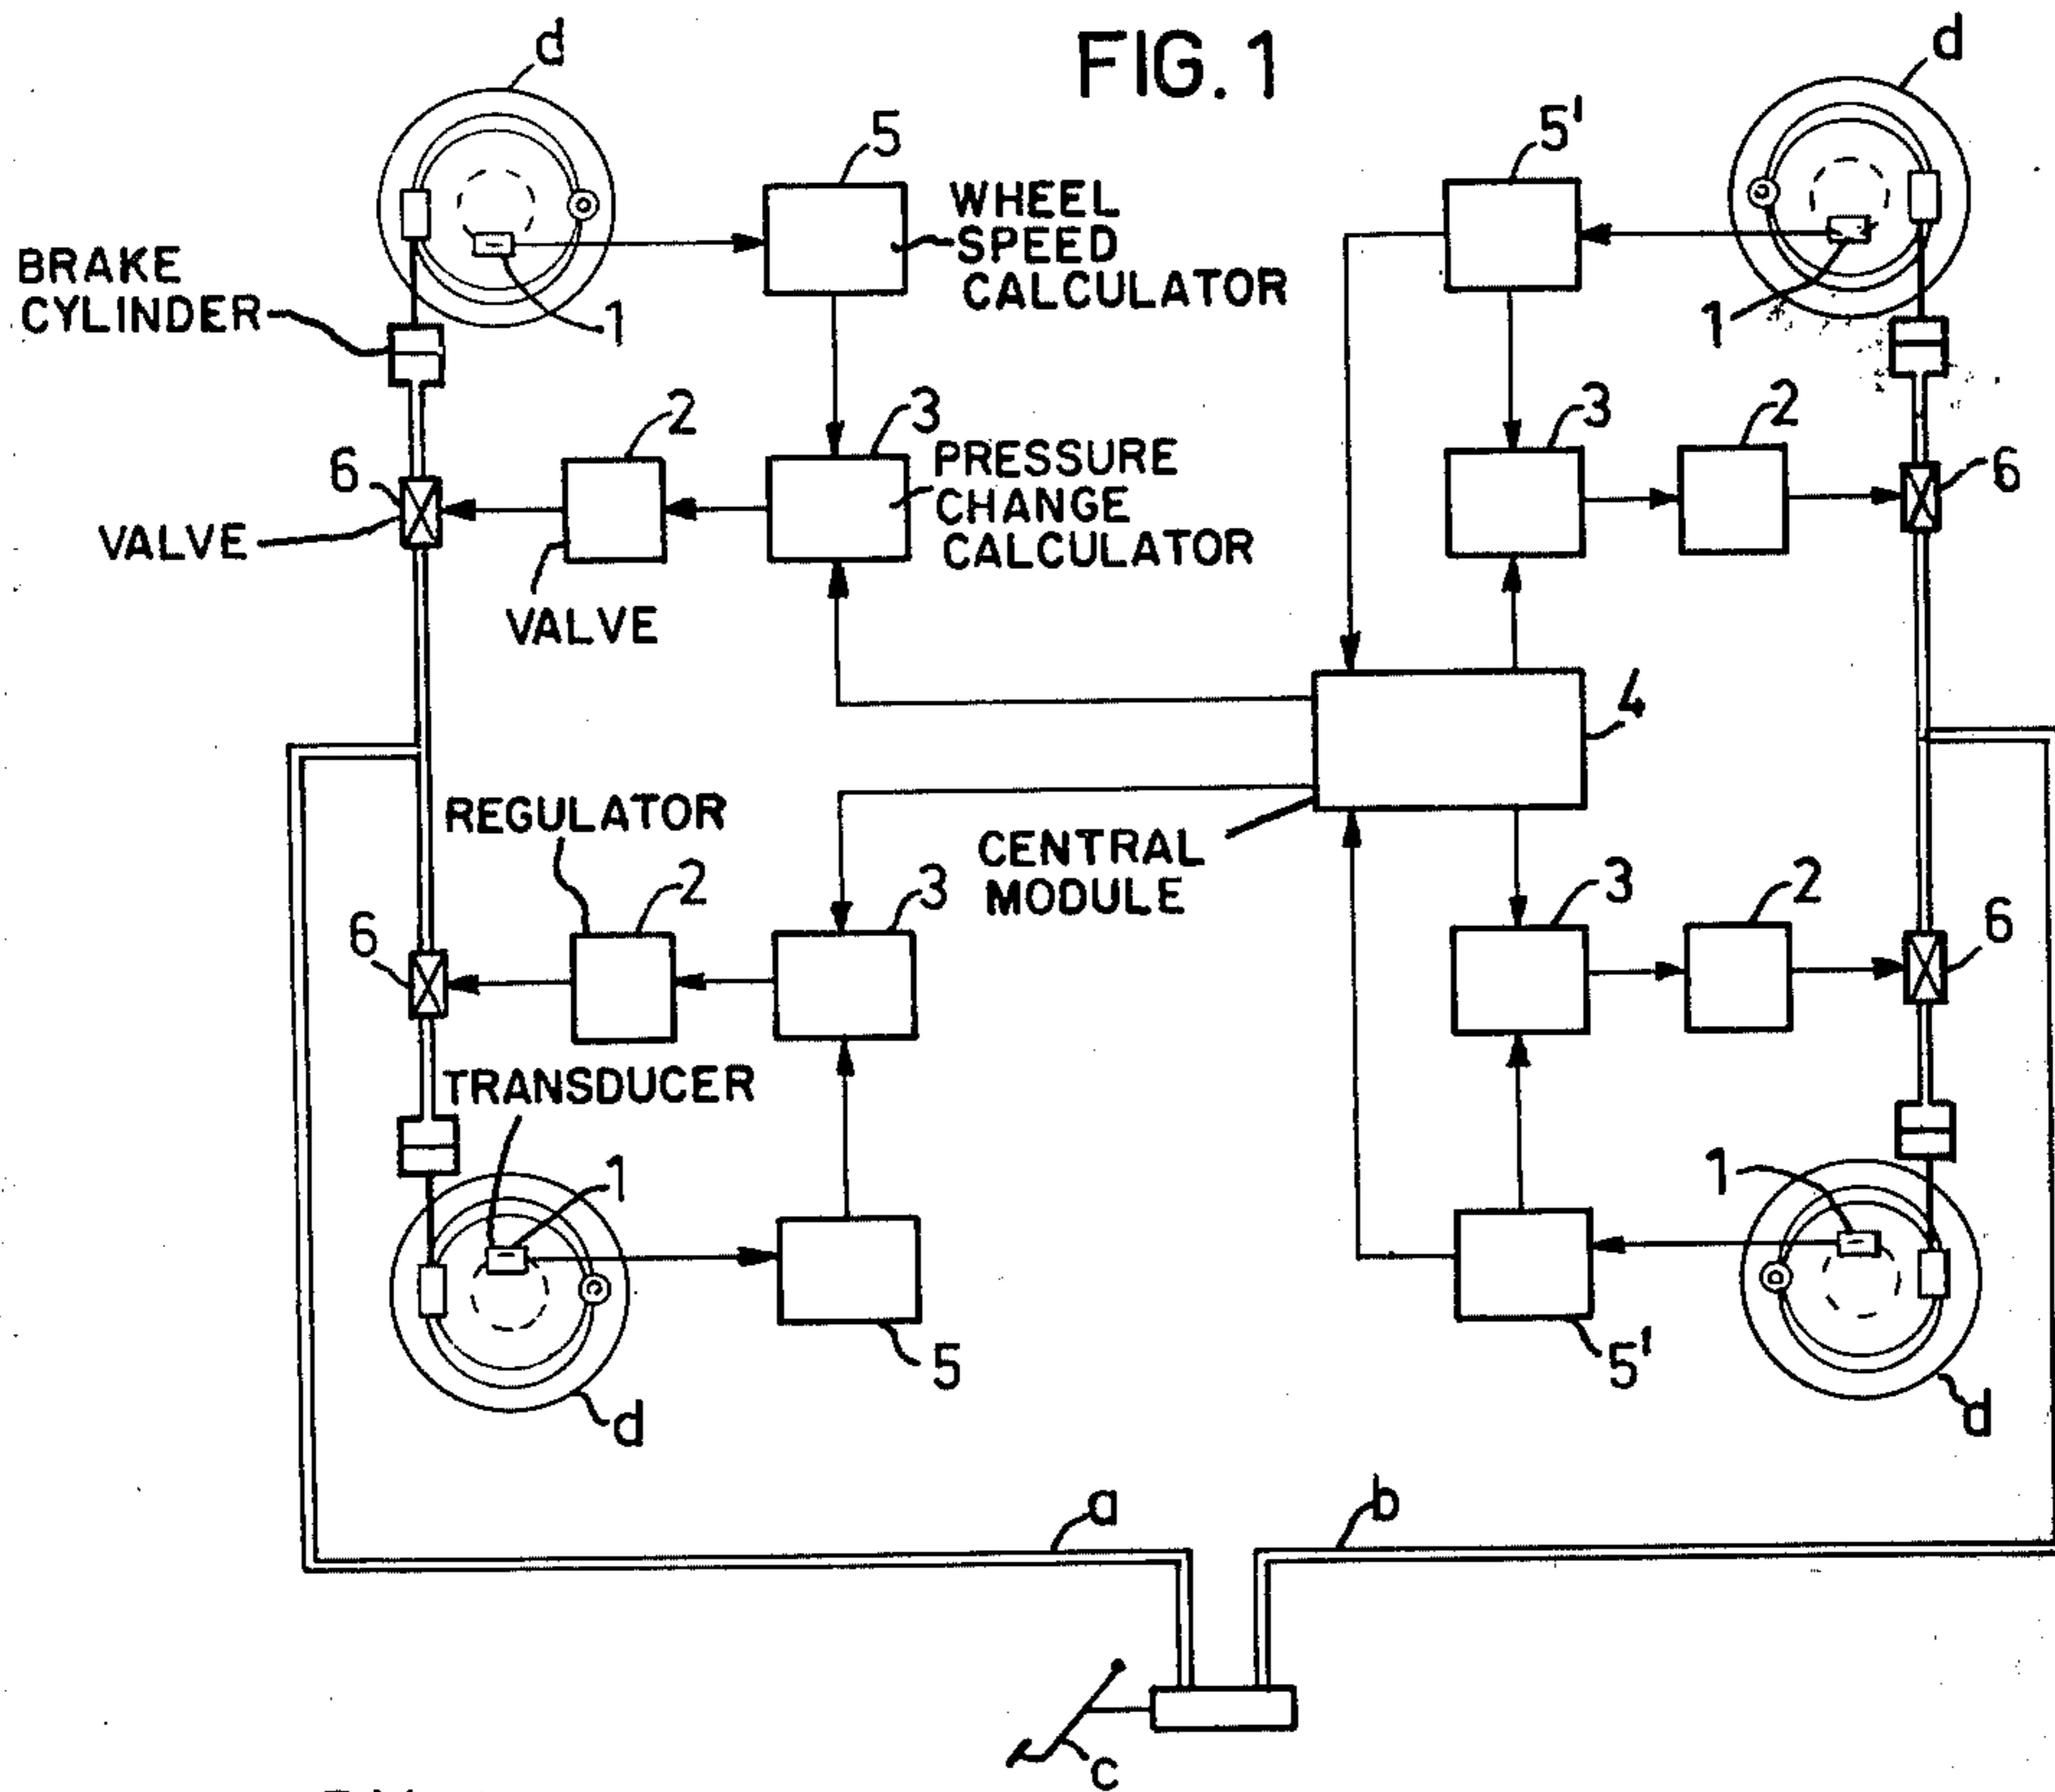 FIG. 1
d
d
5
5'
WHEEL
SPEED
CALCULATOR
BRAKE
CYLINDER
1
1
2
3
3
2
6
6
PRESSURE
CHANGE
CALCULATOR
VALVE
VALVE
4
REGULATOR
CENTRAL
MODULE
2
3
3
2
6
6
TRANSDUCER
1
1
5
5'
d
d
a
b
c